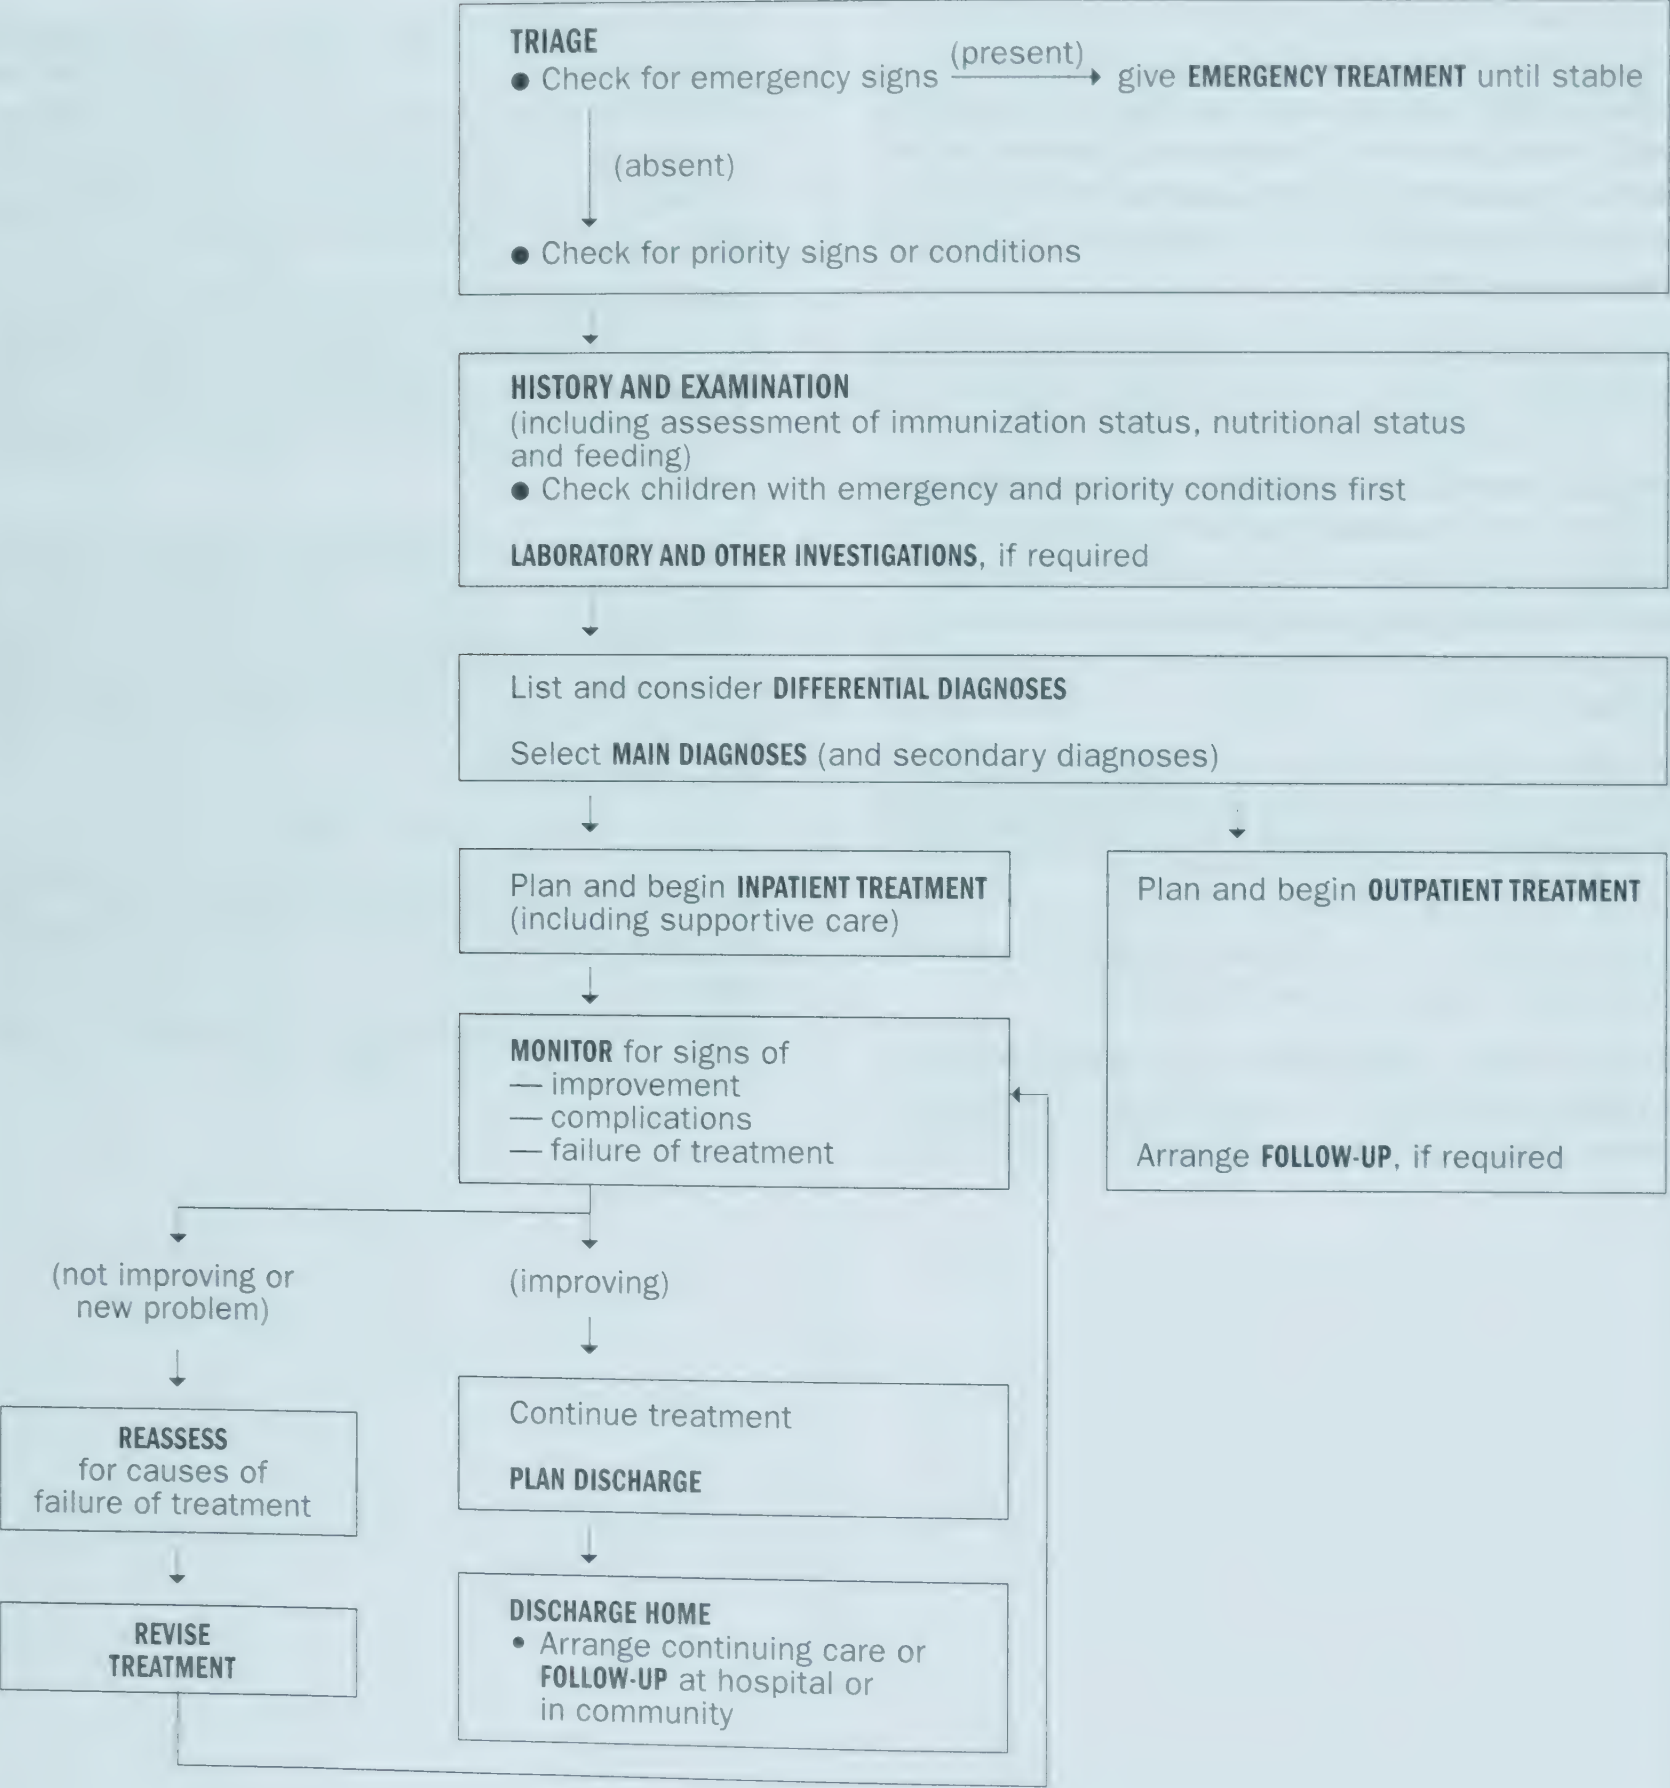 TRIAGE
● Check for emergency signs (present) give EMERGENCY TREATMENT until stable
(absent)
● Check for priority signs or conditions
HISTORY AND EXAMINATION
(including assessment of immunization status, nutritional status
and feeding)
● Check children with emergency and priority conditions first
LABORATORY AND OTHER INVESTIGATIONS, if required
List and consider DIFFERENTIAL DIAGNOSES
Select MAIN DIAGNOSES (and secondary diagnoses)
Plan and begin INPATIENT TREATMENT
(including supportive care)
Plan and begin OUTPATIENT TREATMENT
Arrange FOLLOW-UP, if required
MONITOR for signs of
— improvement
— complications
— failure of treatment
(not improving or
new problem)
(improving)
REASSESS
for causes of
failure of treatment
Continue treatment
PLAN DISCHARGE
REVISE
TREATMENT
DISCHARGE HOME
• Arrange continuing care or
FOLLOW-UP at hospital or
in community